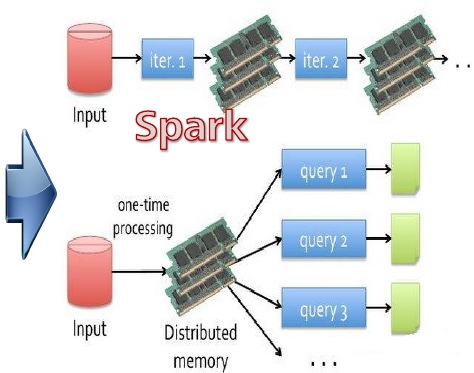 iter. 1
iter. 2
. . .
Input
Spark
one-time
processing
query 1
query 2
query 3
Input
Distributed
memory
. . .